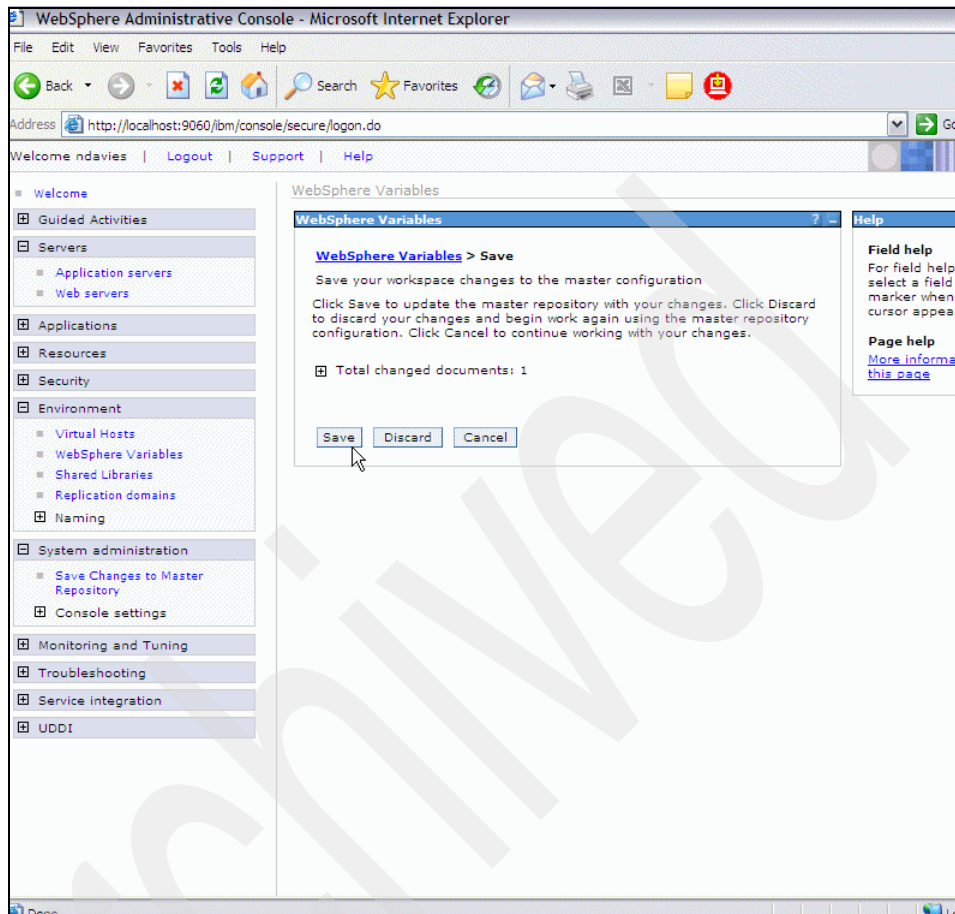 WebSphere Administrative Console - Microsoft Internet Explorer
File Edit View Favorites Tools Help
Back Search Favorites
Address http://localhost:9060/ibm/console/secure/logon.do
Welcome ndavies | Logout | Support | Help
Welcome
Guided Activities
Servers
Application servers
Web servers
Applications
Resources
Security
Environment
Virtual Hosts
WebSphere Variables
Shared Libraries
Replication domains
Naming
System administration
Save Changes to Master
Repository
Console settings
Monitoring and Tuning
Troubleshooting
Service integration
UDDI
WebSphere Variables
WebSphere Variables ? –
WebSphere Variables > Save
Save your workspace changes to the master configuration
Click Save to update the master repository with your changes. Click Discard
to discard your changes and begin work again using the master repository
configuration. Click Cancel to continue working with your changes.
Total changed documents: 1
Save Discard Cancel
Help
Field help
For field help
select a field
marker when
cursor appea
Page help
More informa
this page
Done